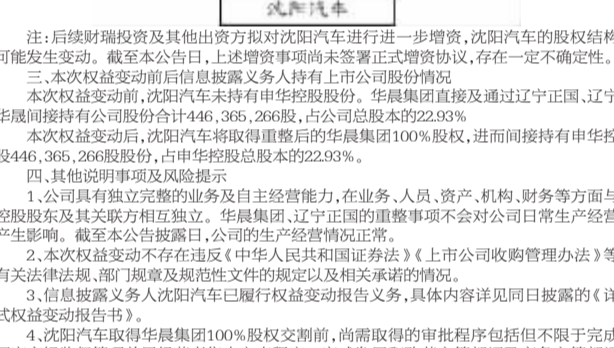 沈阳汽车
注：后续财瑞投资及其他出资方拟对沈阳汽车进行进一步增资，沈阳汽车的股权结构
可能发生变动。截至本公告日，上述增资事项尚未签署正式增资协议，存在一定不确定性。
三、本次权益变动前后信息披露义务人持有上市公司股份情况
本次权益变动前，沈阳汽车未持有申华控股股份。华晨集团直接及通过辽宁正国、辽宁
华晟间接持有公司股份合计446,365,266股，占公司总股本的22.93%
本次权益变动后，沈阳汽车将取得重整后的华晨集团100%股权，进而间接持有申华控
股446,365,266股股份，占申华控股总股本的22.93%。
四、其他说明事项及风险提示
1、公司具有独立完整的业务及自主经营能力，在业务、人员、资产、机构、财务等方面与
控股股东及其关联方相互独立。华晨集团、辽宁正国的重整事项不会对公司日常生产经营
产生影响。截至本公告披露日，公司的生产经营情况正常。
2、本次权益变动不存在违反《中华人民共和国证券法》《上市公司收购管理办法》等
有关法律法规、部门规章及规范性文件的规定以及相关承诺的情况。
3、信息披露义务人沈阳汽车已履行权益变动报告义务，具体内容详见同日披露的《详
式权益变动报告书》。
4、沈阳汽车取得华晨集团100%股权交割前，尚需取得的审批程序包括但不限于完成